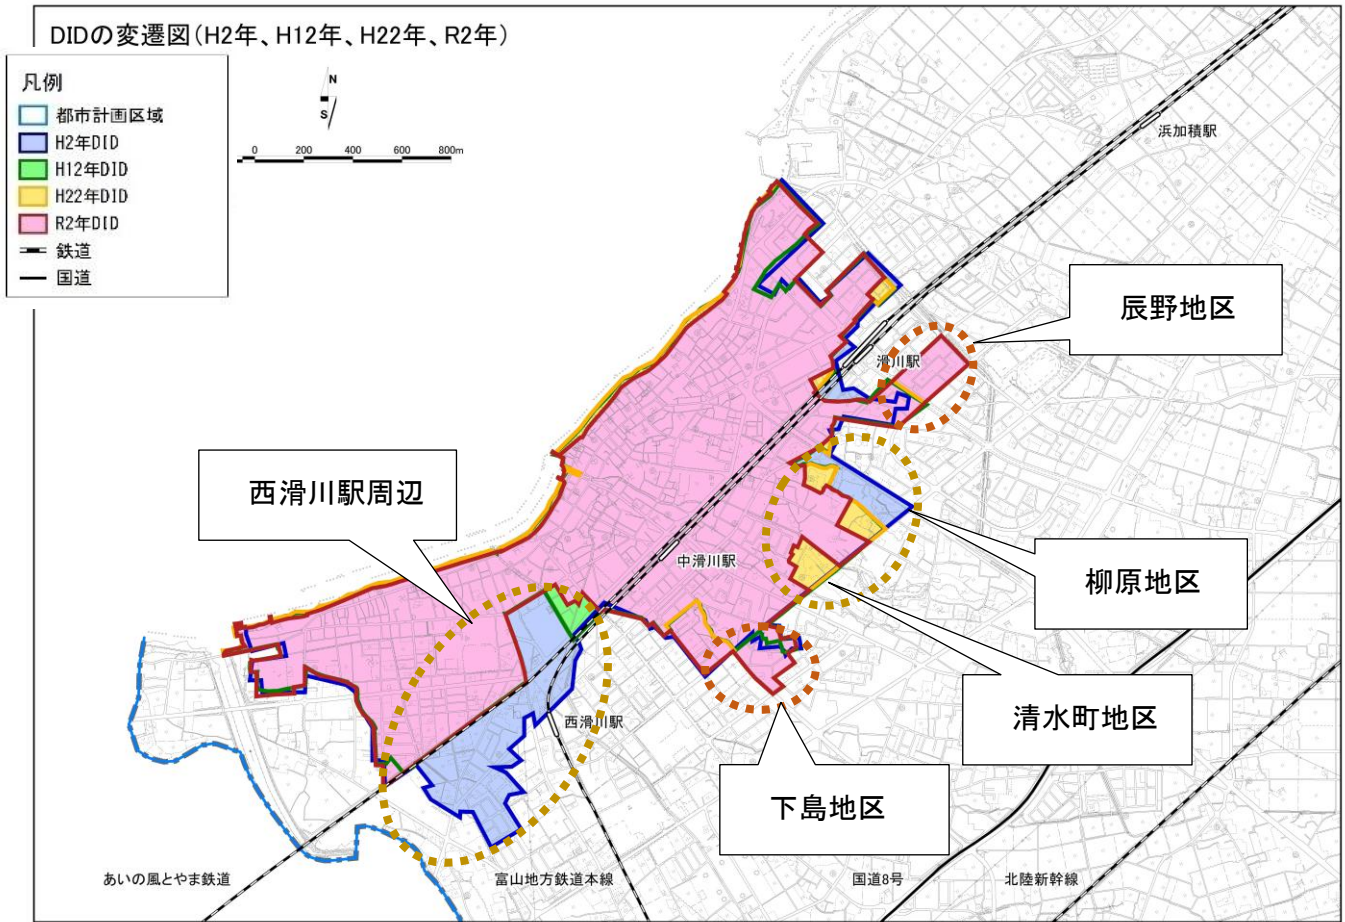 DIDの変遷図(H2年、H12年、H22年、R2年)
凡例
都市計画区域
H2年DID
H12年DID
H22年DID
R2年DID
鉄道
国道
N
S
0 200 400 600 800m
浜加積駅
辰野地区
滑川駅
西滑川駅周辺
中滑川駅
柳原地区
清水町地区
西滑川駅
下島地区
あいの風とやま鉄道
富山地方鉄道本線
国道8号
北陸新幹線